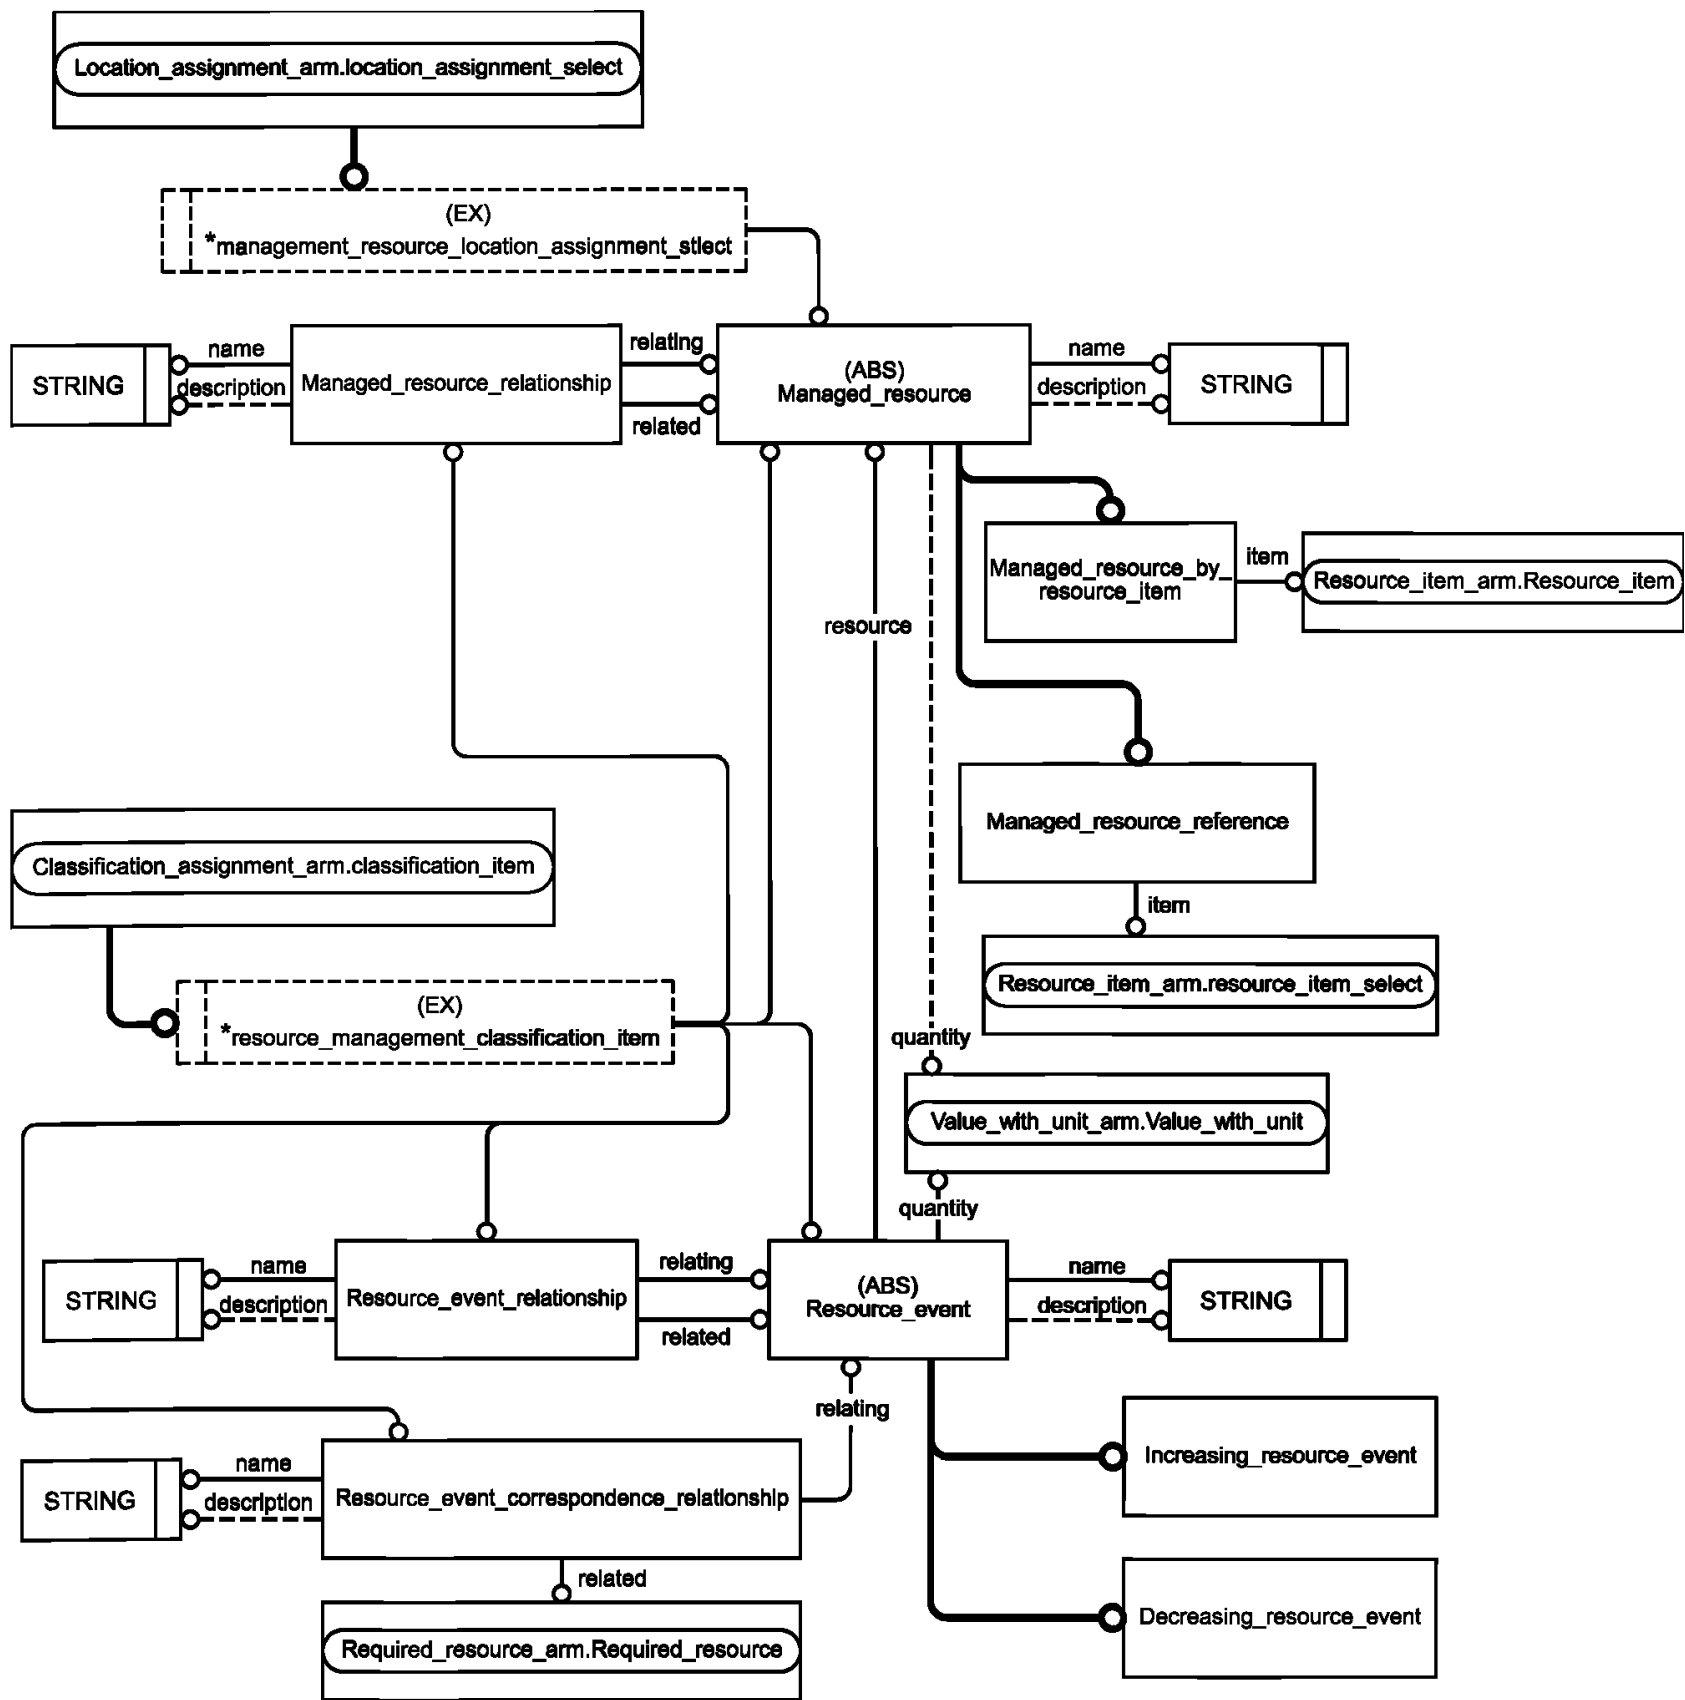 Location_assignment_arm.location_assignment_select
(EX)
*management_resource_location_assignment_stlect
name
description
STRING
Managed_resource_relationship
relating
related
(ABS)
Managed_resource
name
description
STRING
Managed_resource_by_
resource_item
item
Resource_item_arm.Resource_item
resource
Managed_resource_reference
item
Resource_item_arm.resource_item_select
Classification_assignment_arm.classification_item
(EX)
*resource_management_classification_item
quantity
Value_with_unit_arm.Value_with_unit
quantity
STRING
name
description
Resource_event_relationship
relating
related
(ABS)
Resource_event
name
description
STRING
relating
Increasing_resource_event
STRING
name
description
Resource_event_correspondence_relationship
related
Decreasing_resource_event
Required_resource_arm.Required_resource